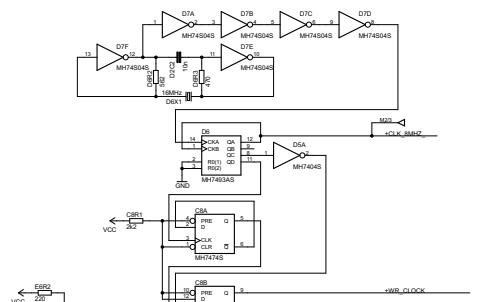 D7A D7B D7C D7D
1 2 3 4 5 6 9 8
MH74S04S MH74S04S MH74S04S MH74S04S
D7F D7E
13 12 11 10
D2C2
10n
MH74S04S MH74S04S
D6R2
562
D6R3
470
16MHz
D6X1
M2/3
+CLK_8MHZ_
D6
14 CKA QA 12
1 CKB QB 9
QC 8
2 R0(1) QD 11
3 R0(2)
MH7493AS
GND
D5A
1 2
MH7404S
C8R1
VCC 2k2
C8A
4 PRE Q 5
2 D
3 CLK
1 CLR Q 6
MH7474S
E6R2
VCC 220
C8B
10 PRE Q 9
12 D
+WR_CLOCK